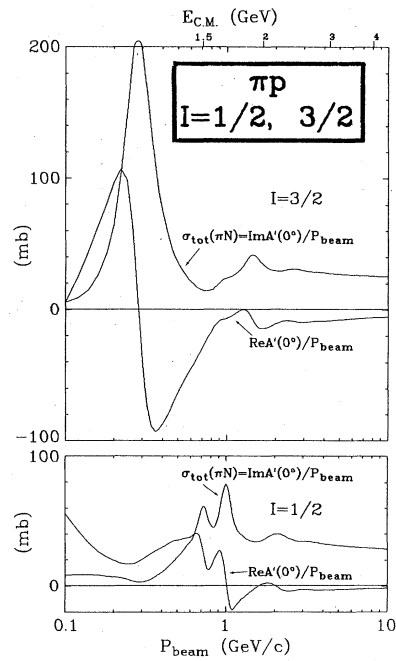 E_C.M. (GeV)
1.5 2 3 4
200
πp
I=1/2, 3/2
100
I=3/2
(mb)
σ_tot(πN)=ImA'(0°)/P_beam
0
ReA'(0°)/P_beam
-100
100
σ_tot(πN)=ImA'(0°)/P_beam
I=1/2
(mb)
50
ReA'(0°)/P_beam
0
0.1 1 10
P_beam (GeV/c)